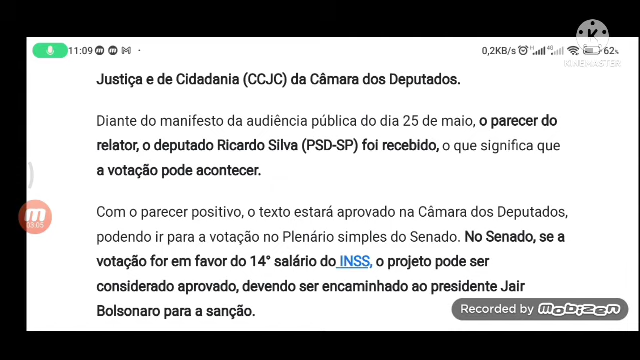 11:09
0,2KB/s
62%
KINEMASTER
Justiça e de Cidadania (CCJC) da Câmara dos Deputados.
Diante do manifesto da audiência pública do dia 25 de maio, o parecer do
relator, o deputado Ricardo Silva (PSD-SP) foi recebido, o que significa que
a votação pode acontecer.
Com o parecer positivo, o texto estará aprovado na Câmara dos Deputados,
podendo ir para a votação no Plenário simples do Senado. No Senado, se a
votação for em favor do 14° salário do INSS, o projeto pode ser
considerado aprovado, devendo ser encaminhado ao presidente Jair
Bolsonaro para a sanção.
03:05
Recorded by
MOBIZEN